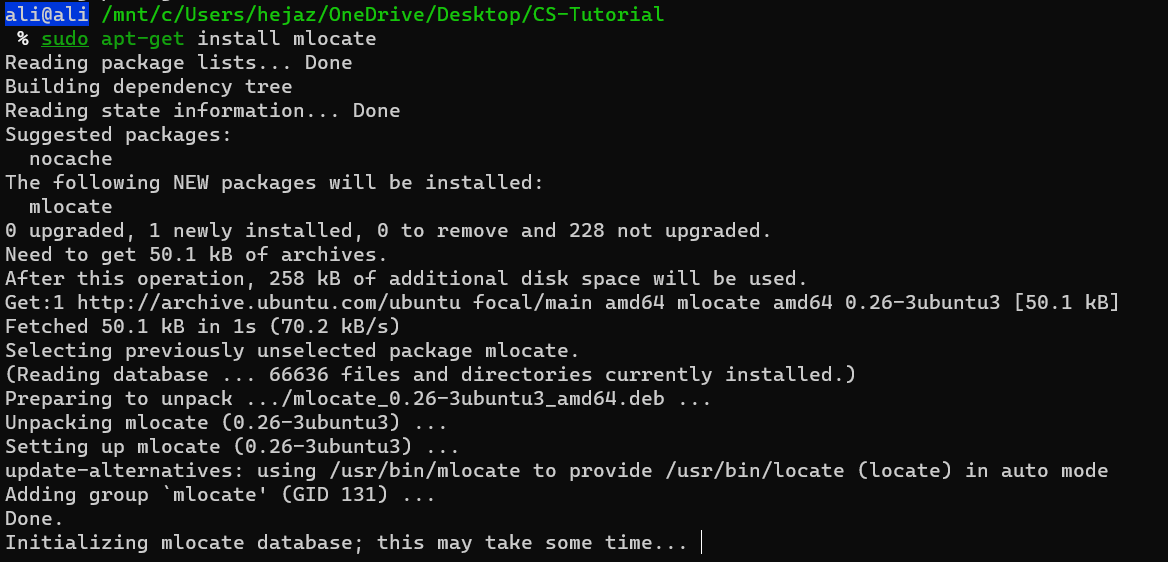 ali@ali /mnt/c/Users/hejaz/OneDrive/Desktop/CS-Tutorial
% sudo apt-get install mlocate
Reading package lists... Done
Building dependency tree
Reading state information... Done
Suggested packages:
  nocache
The following NEW packages will be installed:
  mlocate
0 upgraded, 1 newly installed, 0 to remove and 228 not upgraded.
Need to get 50.1 kB of archives.
After this operation, 258 kB of additional disk space will be used.
Get:1 http://archive.ubuntu.com/ubuntu focal/main amd64 mlocate amd64 0.26-3ubuntu3 [50.1 kB]
Fetched 50.1 kB in 1s (70.2 kB/s)
Selecting previously unselected package mlocate.
(Reading database ... 66636 files and directories currently installed.)
Preparing to unpack .../mlocate_0.26-3ubuntu3_amd64.deb ...
Unpacking mlocate (0.26-3ubuntu3) ...
Setting up mlocate (0.26-3ubuntu3) ...
update-alternatives: using /usr/bin/mlocate to provide /usr/bin/locate (locate) in auto mode
Adding group `mlocate' (GID 131) ...
Done.
Initializing mlocate database; this may take some time...